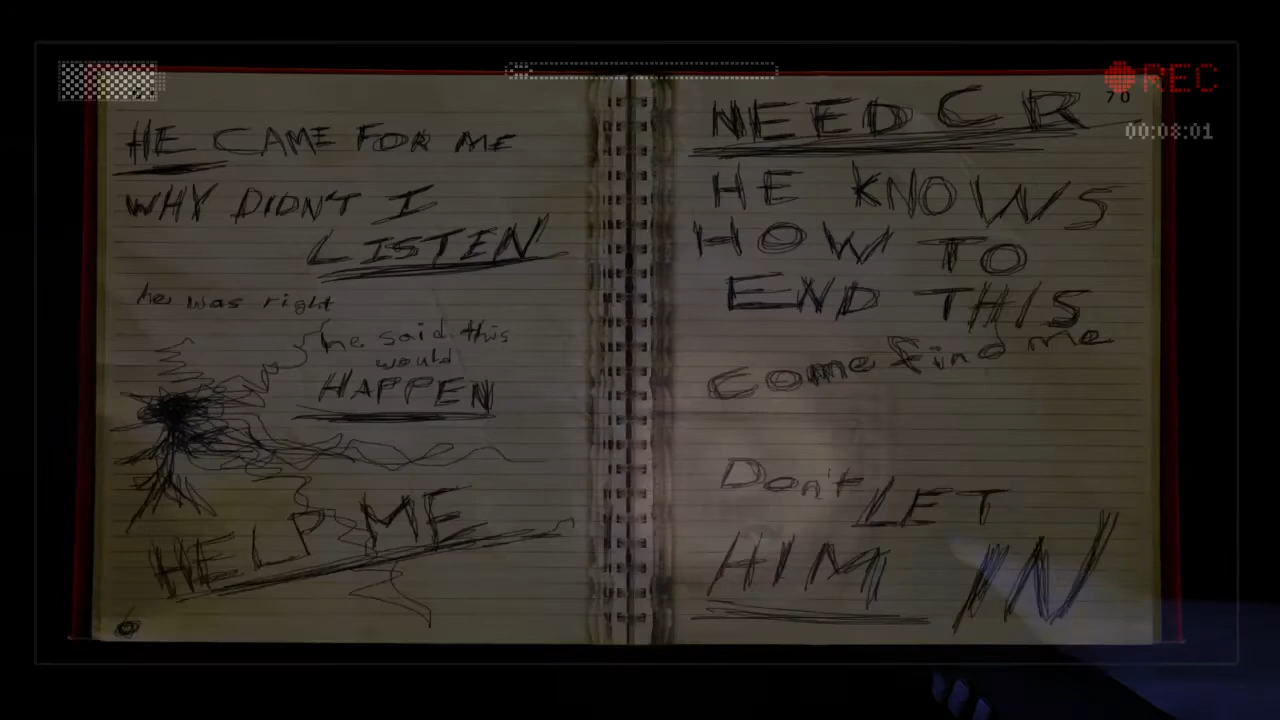 HE CAME FOR ME
WHY DIDN'T I
LISTEN
he was right
he said this
would
HAPPEN
HELP ME
NEED CR
HE KNOWS
HOW TO
END THIS
come find me
Don't LET
HIM IN
REC
70
00:08:01